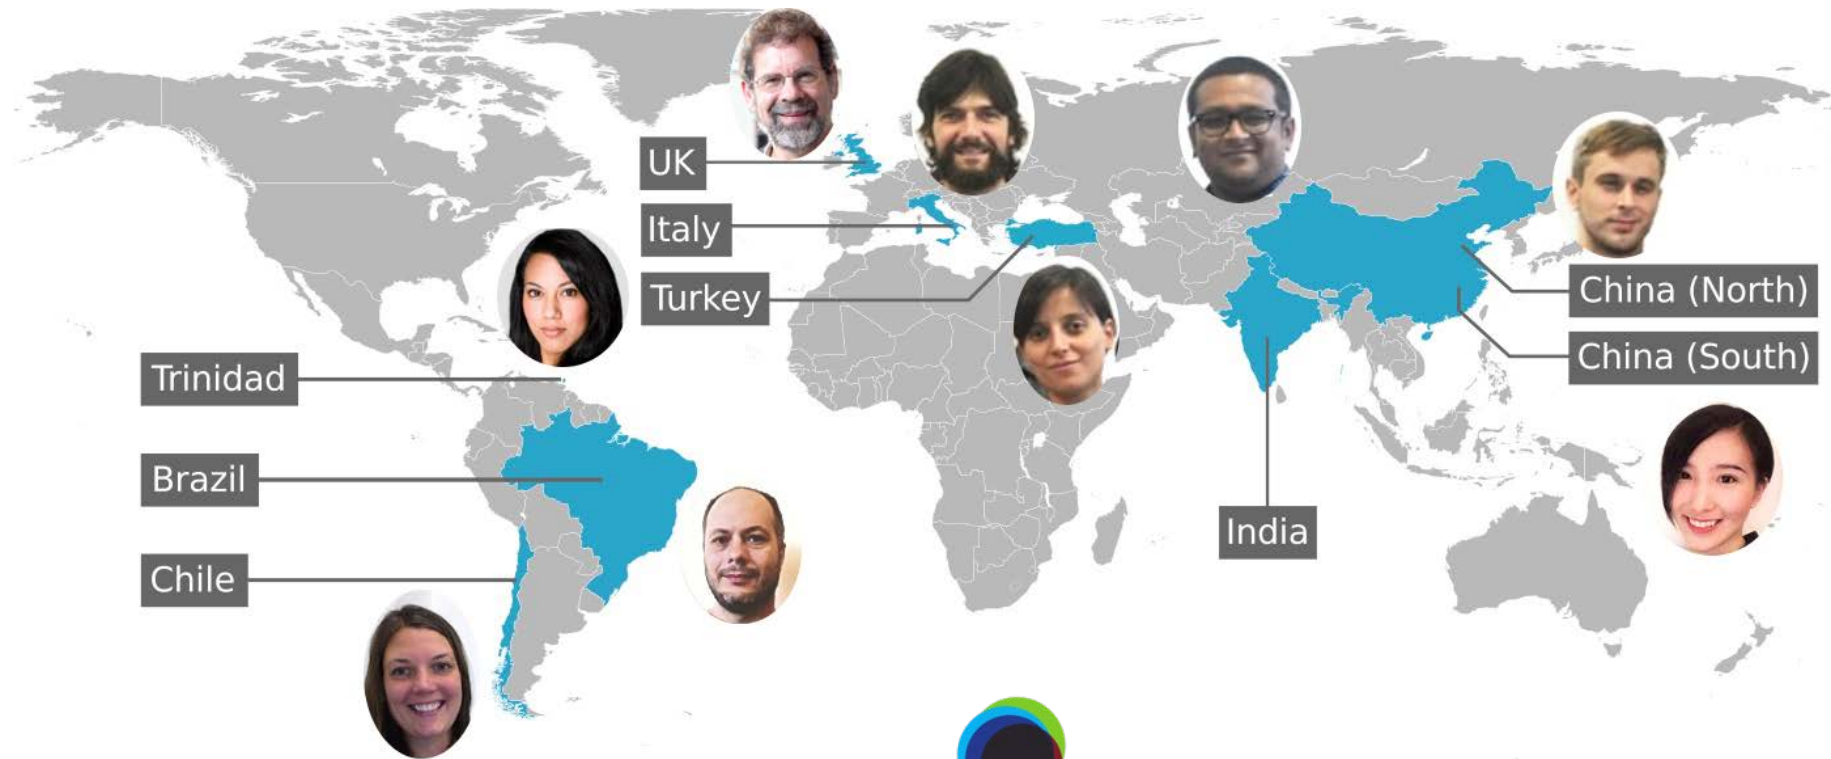 UK
Italy
Turkey
China (North)
China (South)
Trinidad
Brazil
India
Chile